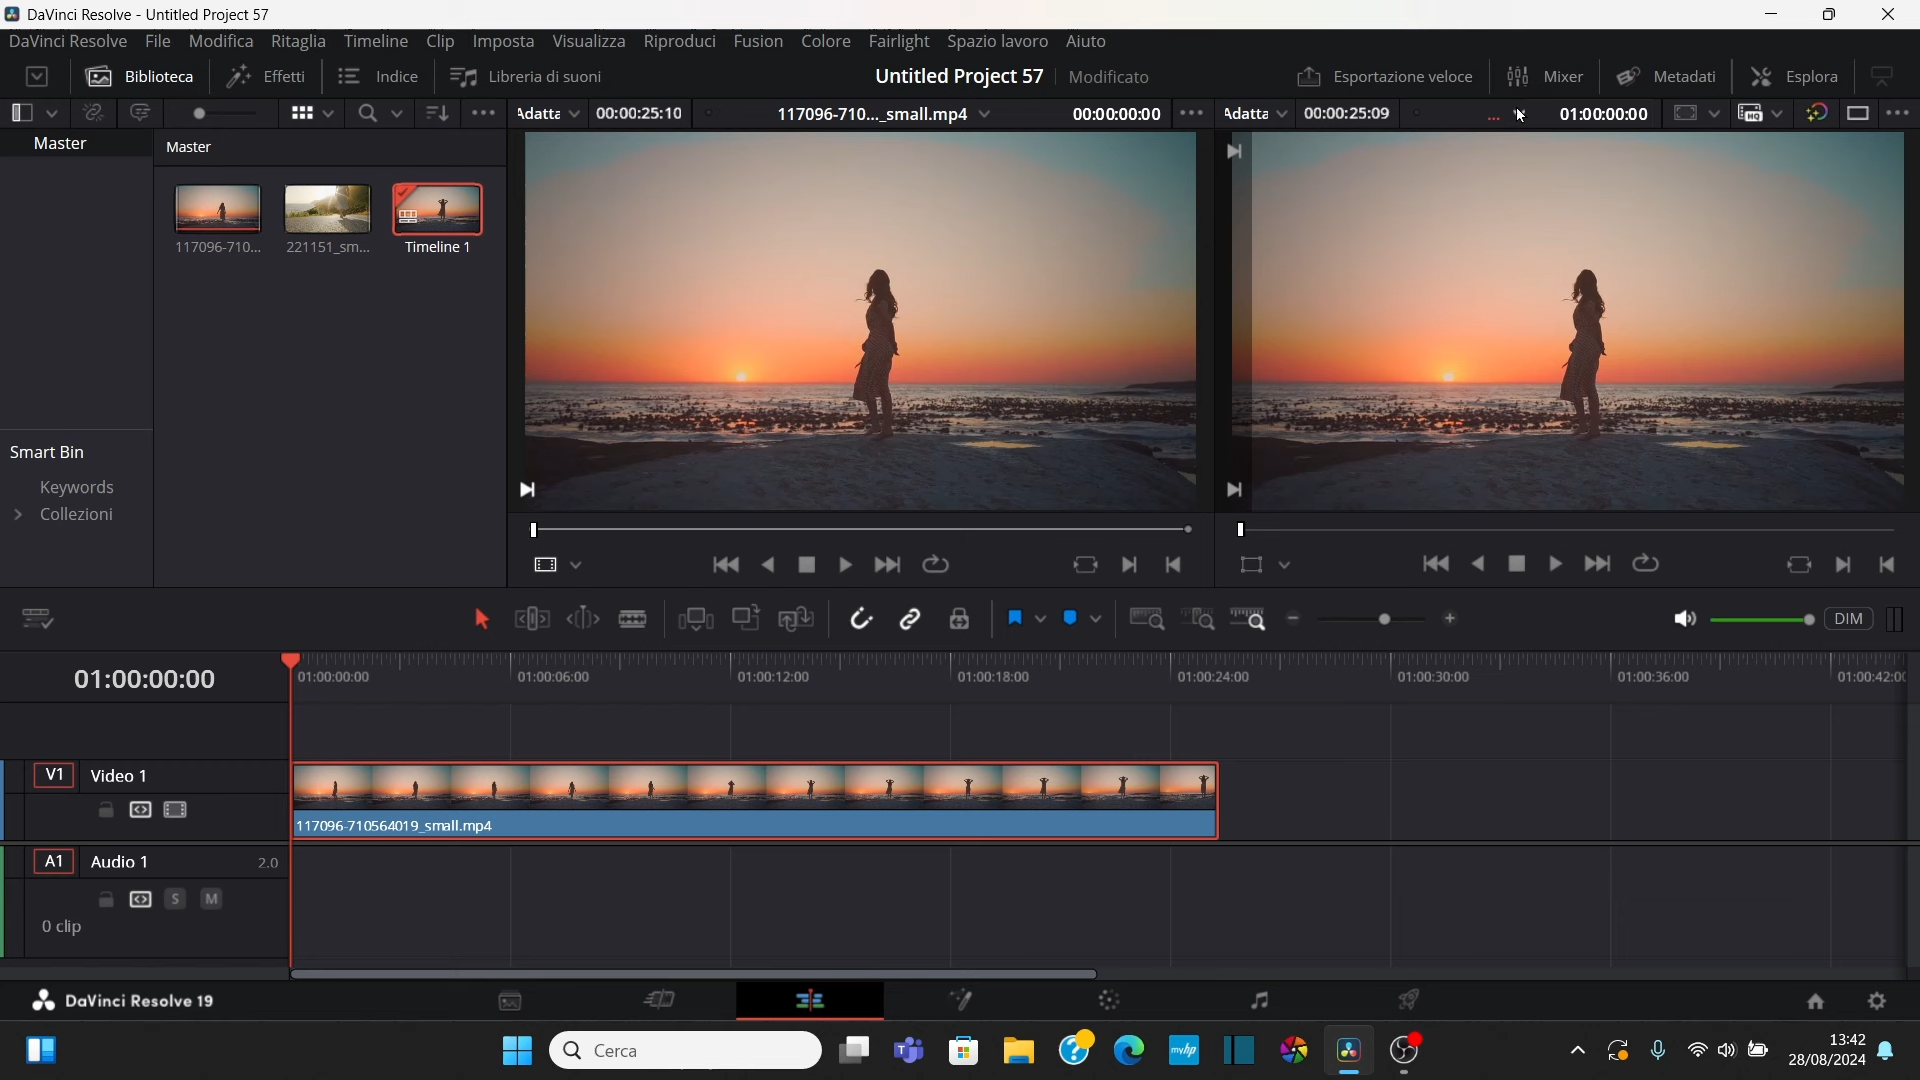 DaVinci Resolve - Untitled Project 57
DaVinci Resolve File Modifica Ritaglia Timeline Clip Imposta Visualizza Riproduci Fusion Colore Fairlight Spazio lavoro Aiuto
Biblioteca Effetti Indice Libreria di suoni Untitled Project 57 Modificato Esportazione veloce Mixer Metadati Esplora
Adatta 00:00:25:10 117096-710..._small.mp4 00:00:00:00 Adatta 00:00:25:09 ... 01:00:00:00
Master
Master
117096-710... 221151_sm... Timeline 1
Smart Bin
Keywords
Collezioni
DIM
01:00:00:00
01:00:00:00 01:00:06:00 01:00:12:00 01:00:18:00 01:00:24:00 01:00:30:00 01:00:36:00 01:00:42:00
V1 Video 1
117096-710564019_small.mp4
A1 Audio 1 2.0
S M
0 clip
DaVinci Resolve 19
Cerca
myhp
13:42
28/08/2024